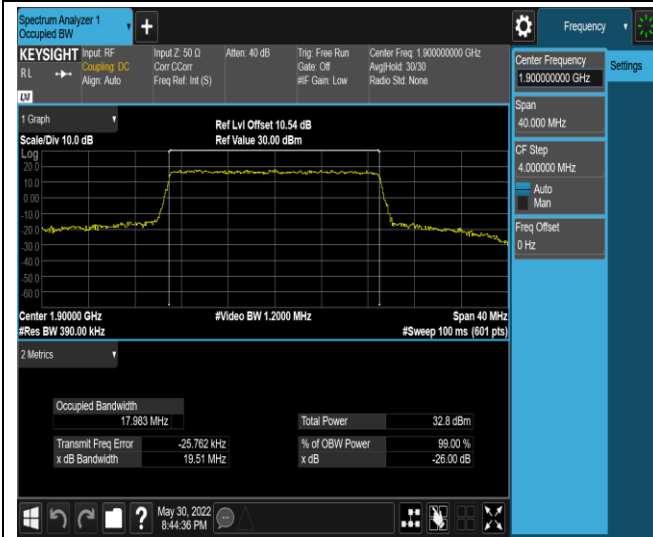 Spectrum Analyzer 1
Occupied BW
Frequency
KEYSIGHT
RL
LXI
Input: RF
Coupling: DC
Align: Auto
Input Z: 50 Ω
Corr CCorr
Freq Ref: Int (S)
Atten: 40 dB
Trig: Free Run
Gate: Off
#IF Gain: Low
Center Freq: 1.900000000 GHz
Avg|Hold: 30/30
Radio Std: None
1 Graph
Scale/Div 10.0 dB
Ref Lvl Offset 10.54 dB
Ref Value 30.00 dBm
Log
20.0
10.0
0.00
-10.0
-20.0
-30.0
-40.0
-50.0
-60.0
Center 1.90000 GHz
#Res BW 390.00 kHz
#Video BW 1.2000 MHz
Span 40 MHz
#Sweep 100 ms (601 pts)
2 Metrics
Occupied Bandwidth
17.983 MHz
Transmit Freq Error -25.762 kHz
x dB Bandwidth 19.51 MHz
Total Power 32.8 dBm
% of OBW Power 99.00 %
x dB -26.00 dB
May 30, 2022
8:44:36 PM
Center Frequency
1.900000000 GHz
Settings
Span
40.000 MHz
CF Step
4.000000 MHz
Auto
Man
Freq Offset
0 Hz